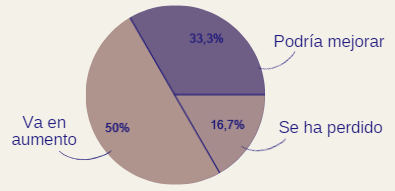 33,3%
Podría mejorar
Va en
aumento
50%
16,7%
Se ha perdido